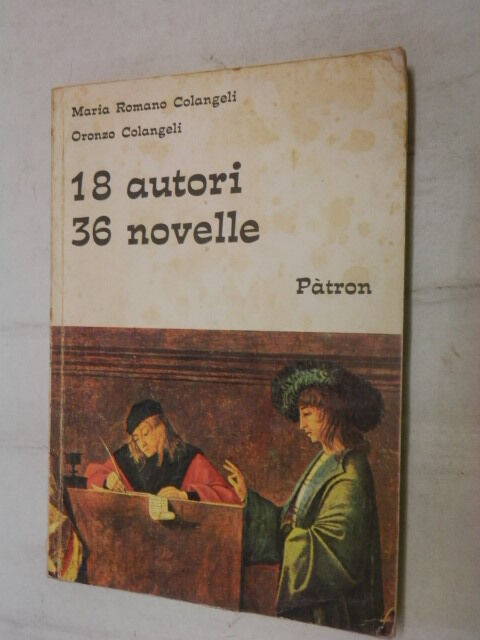 Maria Romano Colangeli
Oronzo Colangeli
18 autori
36 novelle
Pàtron